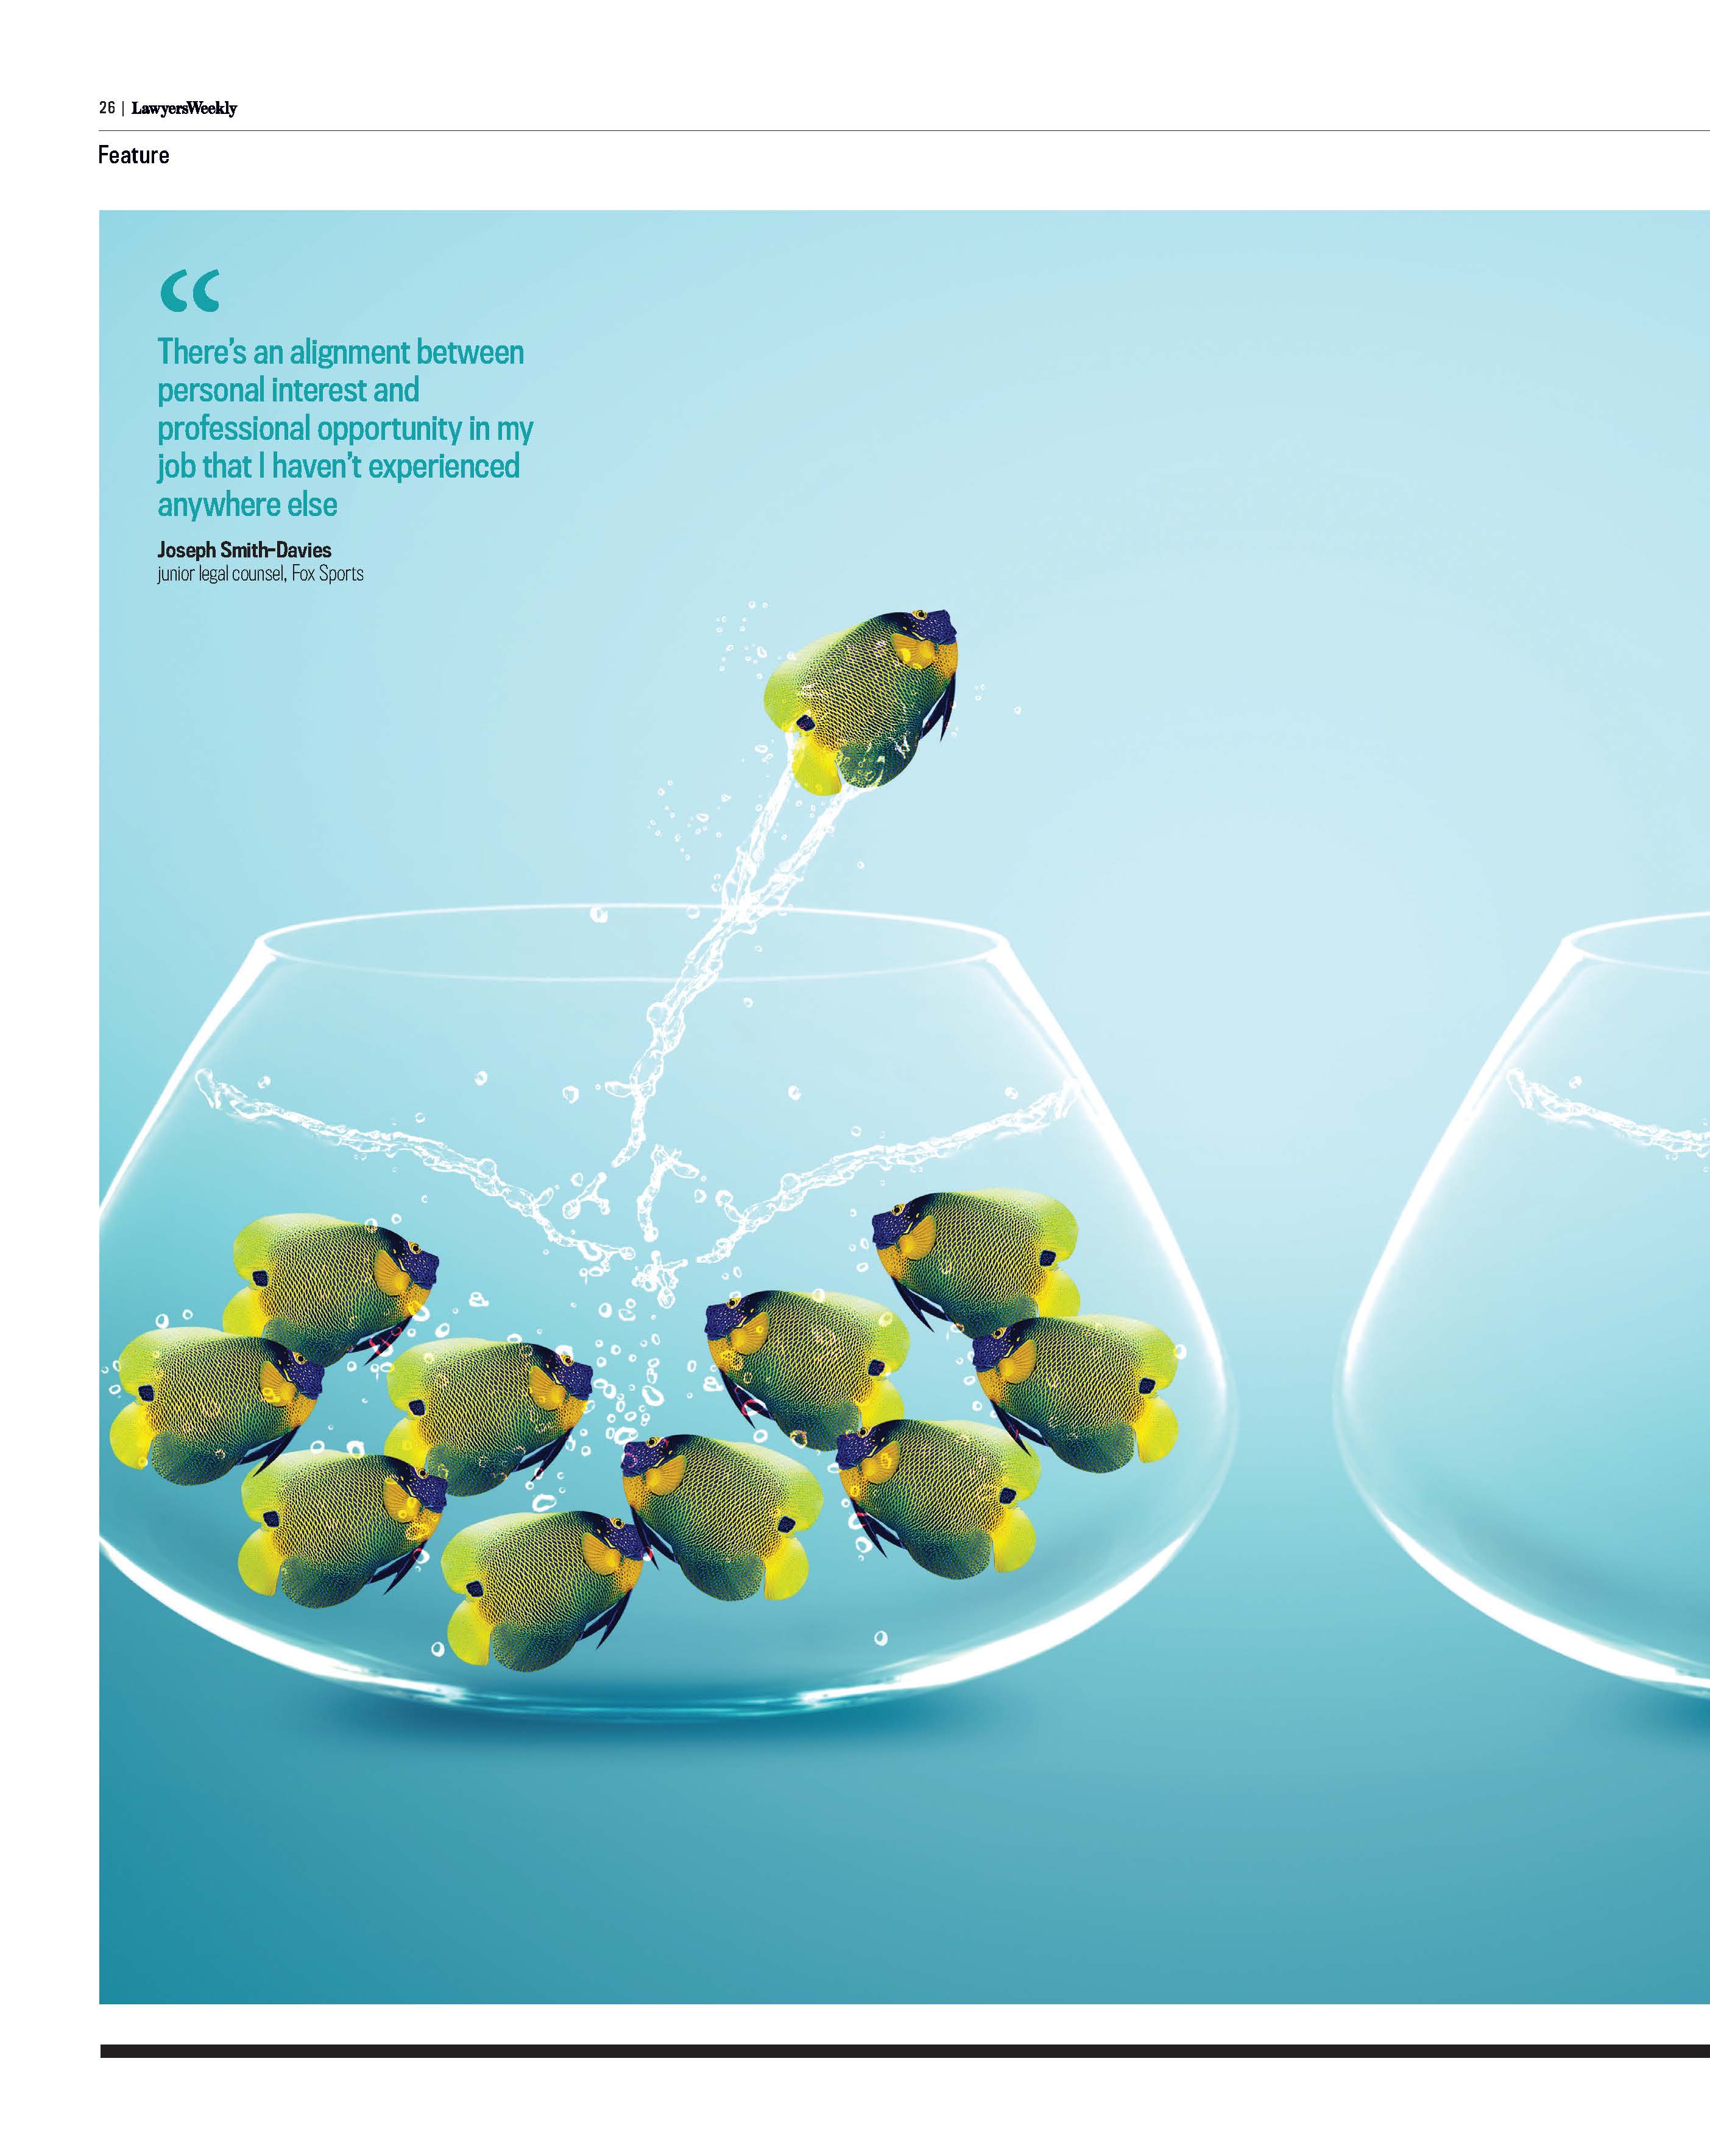 26 | LawyersWeekly
Feature
“
There’s an alignment between
personal interest and
professional opportunity in my
job that I haven’t experienced
anywhere else
Joseph Smith-Davies
junior legal counsel, Fox Sports